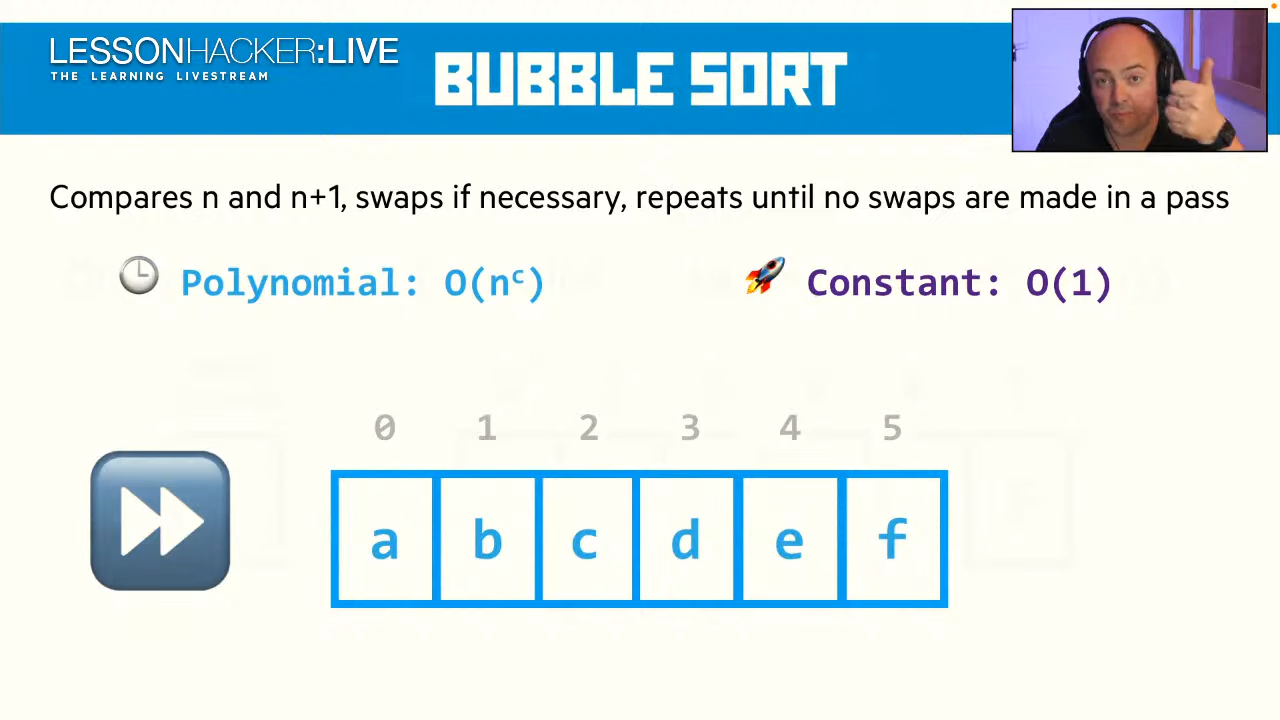 LESSONHACKER:LIVE
THE LEARNING LIVESTREAM
BUBBLE SORT
Compares n and n+1, swaps if necessary, repeats until no swaps are made in a pass
Polynomial: O(nᶜ)
Constant: O(1)
0 1 2 3 4 5
a b c d e f